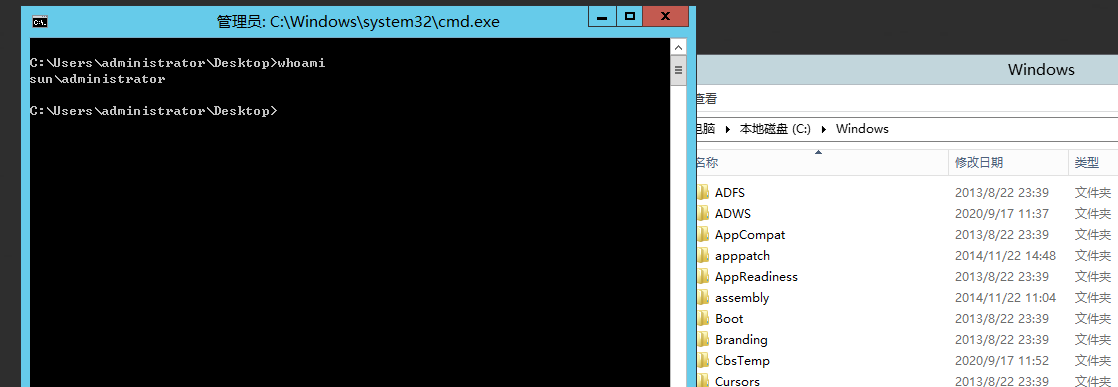 管理员: C:\Windows\system32\cmd.exe
C:\Users\administrator\Desktop>whoami
sun\administrator
C:\Users\administrator\Desktop>
Windows
查看
电脑 本地磁盘 (C:) Windows
名称 修改日期 类型
ADFS 2013/8/22 23:39 文件夹
ADWS 2020/9/17 11:37 文件夹
AppCompat 2013/8/22 23:39 文件夹
apppatch 2014/11/22 14:48 文件夹
AppReadiness 2013/8/22 23:39 文件夹
assembly 2014/11/22 11:04 文件夹
Boot 2013/8/22 23:39 文件夹
Branding 2013/8/22 23:39 文件夹
CbsTemp 2020/9/17 11:52 文件夹
Cursors 2013/8/22 23:39 文件夹